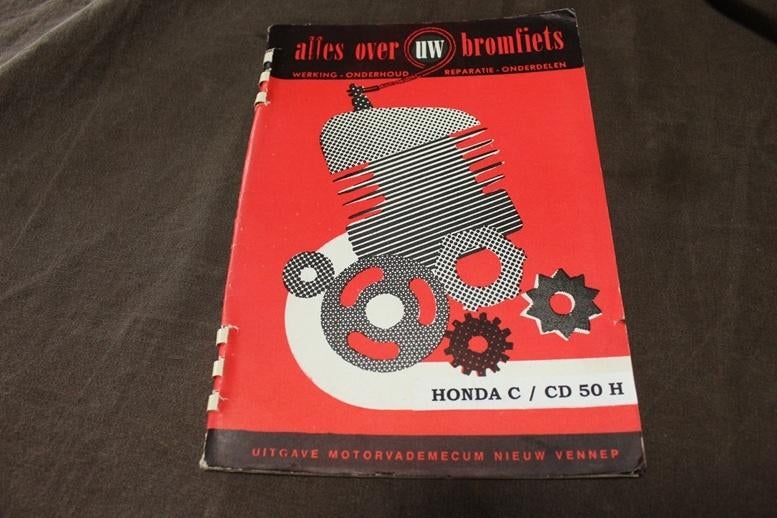 alles over uw bromfiets
WERKING - ONDERHOUD REPARATIE - ONDERDELEN
HONDA C / CD 50 H
UITGAVE MOTORVADEMECUM NIEUW VENNEP